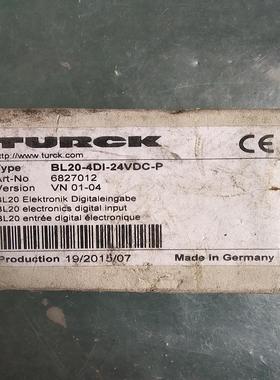 TURCK
http://www.turck.com
Type BL20-4DI-24VDC-P
Art-No 6827012
Version VN 01-04
BL20 Elektronik Digitaleingabe
BL20 electronics digital input
BL20 entrée digital électronique
CE
Production 19/2015/07 Made in Germany